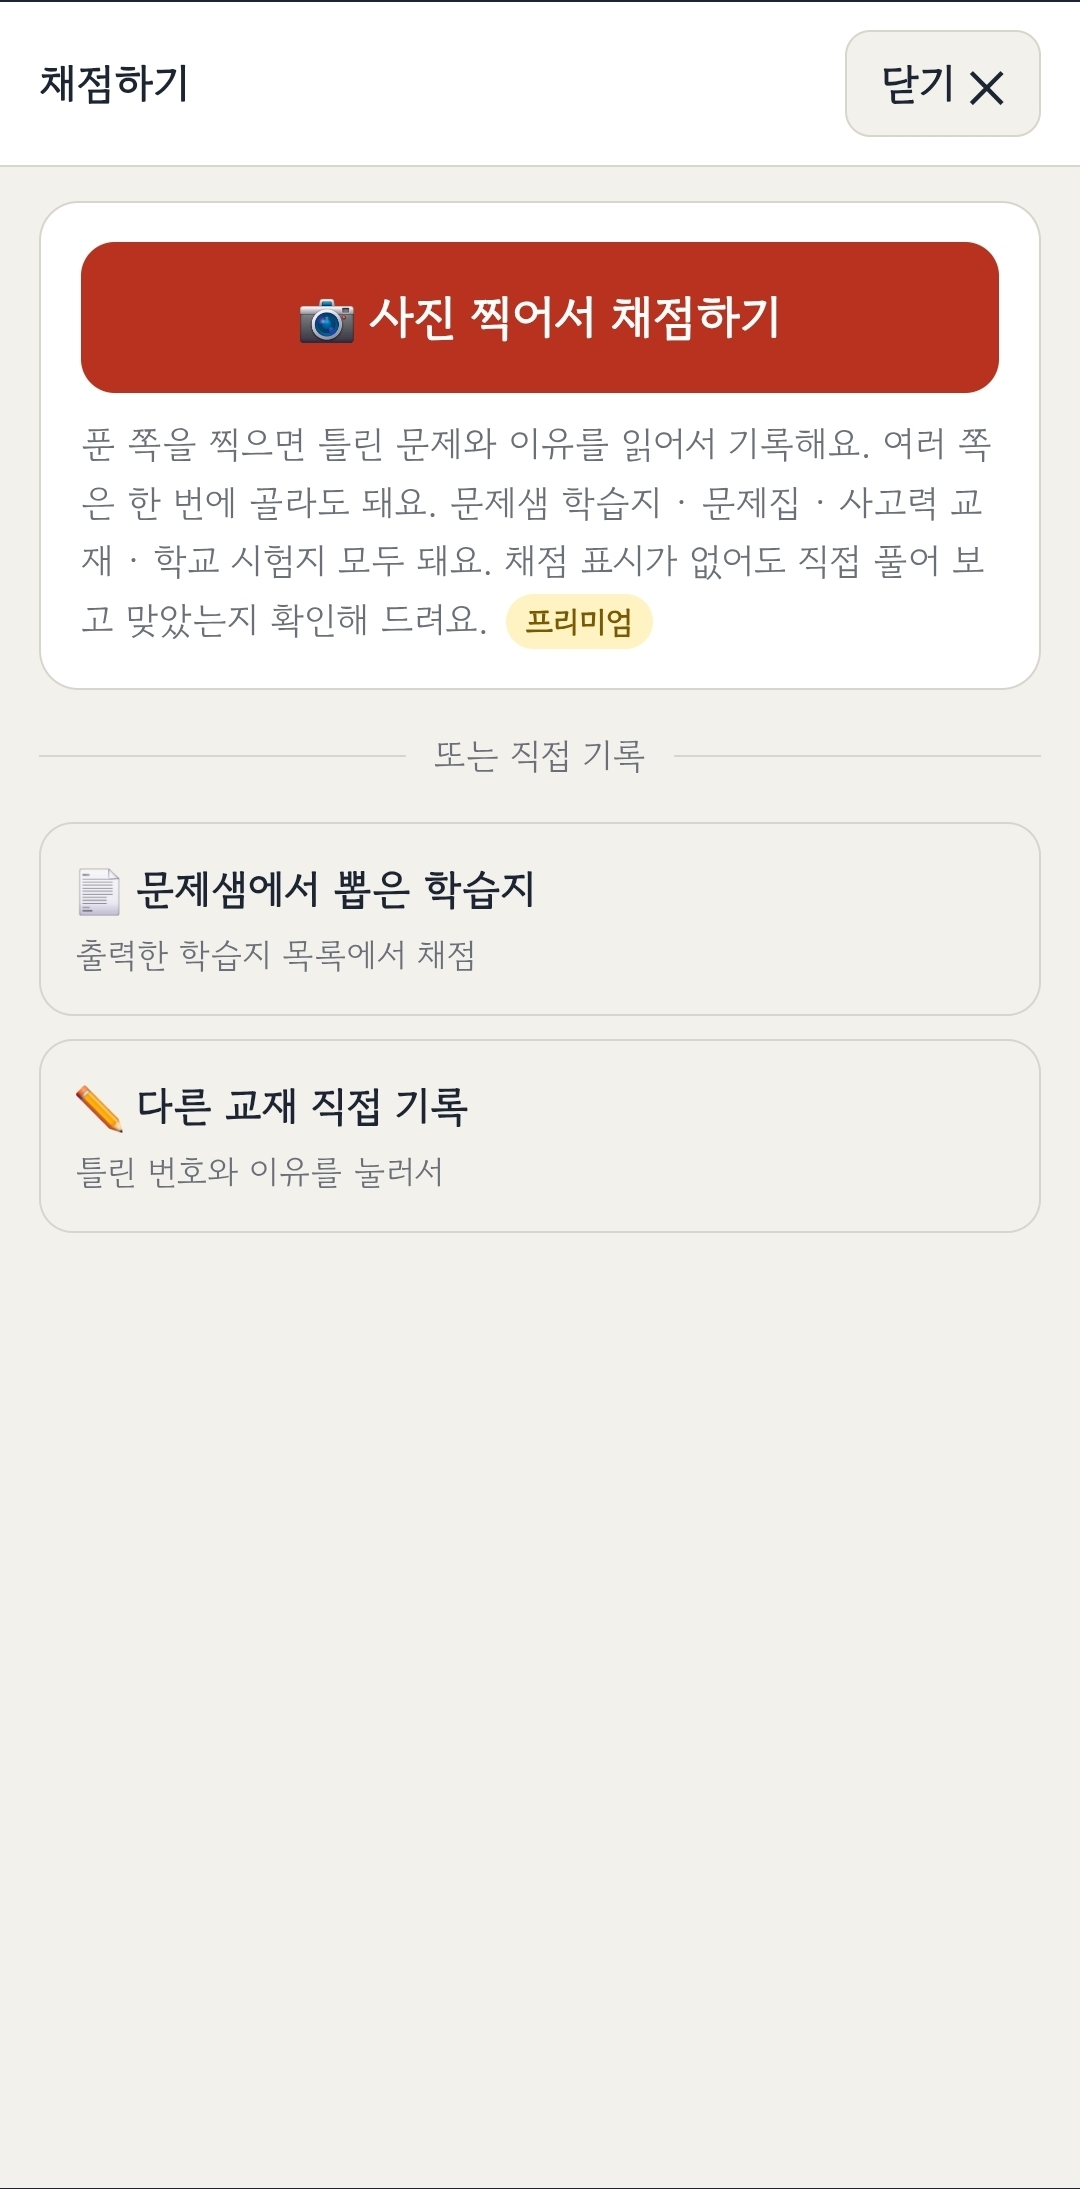 채점하기
닫기 ✕
📷 사진 찍어서 채점하기
푼 쪽을 찍으면 틀린 문제와 이유를 읽어서 기록해요. 여러 쪽
은 한 번에 골라도 돼요. 문제샘 학습지 · 문제집 · 사고력 교
재 · 학교 시험지 모두 돼요. 채점 표시가 없어도 직접 풀어 보
고 맞았는지 확인해 드려요. 프리미엄
또는 직접 기록
📄 문제샘에서 뽑은 학습지
출력한 학습지 목록에서 채점
✏️ 다른 교재 직접 기록
틀린 번호와 이유를 눌러서